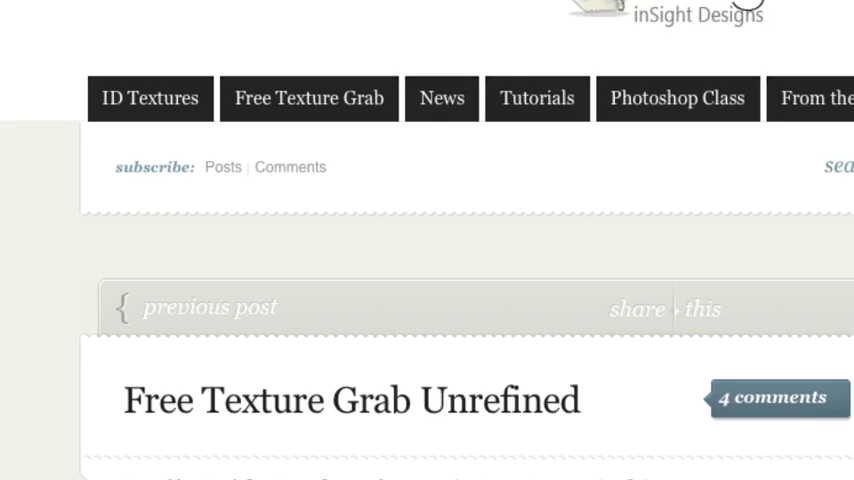 inSight Designs
ID Textures Free Texture Grab News Tutorials Photoshop Class From the
subscribe: Posts | Comments
{ previous post share this
Free Texture Grab Unrefined
4 comments